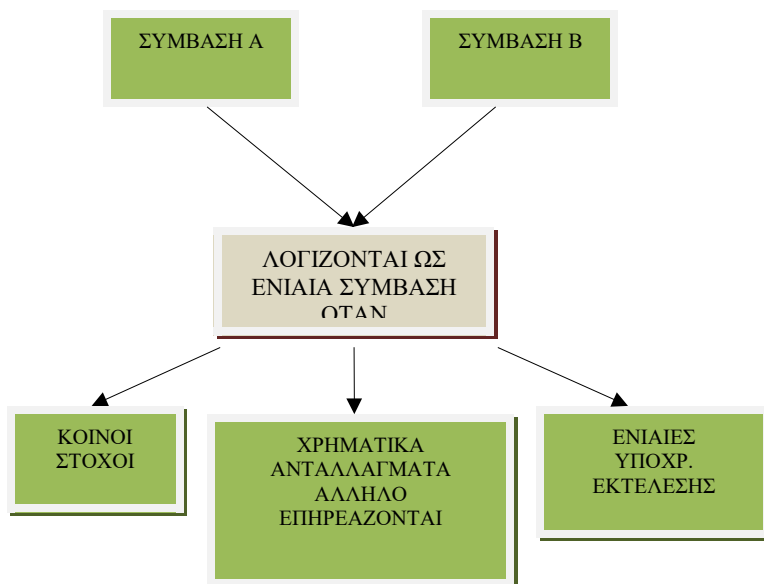 ΣΥΜΒΑΣΗ Α
ΣΥΜΒΑΣΗ Β
ΛΟΓΙΖΟΝΤΑΙ ΩΣ
ΕΝΙΑΙΑ ΣΥΜΒΑΣΗ
ΟΤΑΝ
ΚΟΙΝΟΙ
ΣΤΟΧΟΙ
ΧΡΗΜΑΤΙΚΑ
ΑΝΤΑΛΛΑΓΜΑΤΑ
ΑΛΛΗΛΟ
ΕΠΗΡΕΑΖΟΝΤΑΙ
ΕΝΙΑΙΕΣ
ΥΠΟΧΡ.
ΕΚΤΕΛΕΣΗΣ